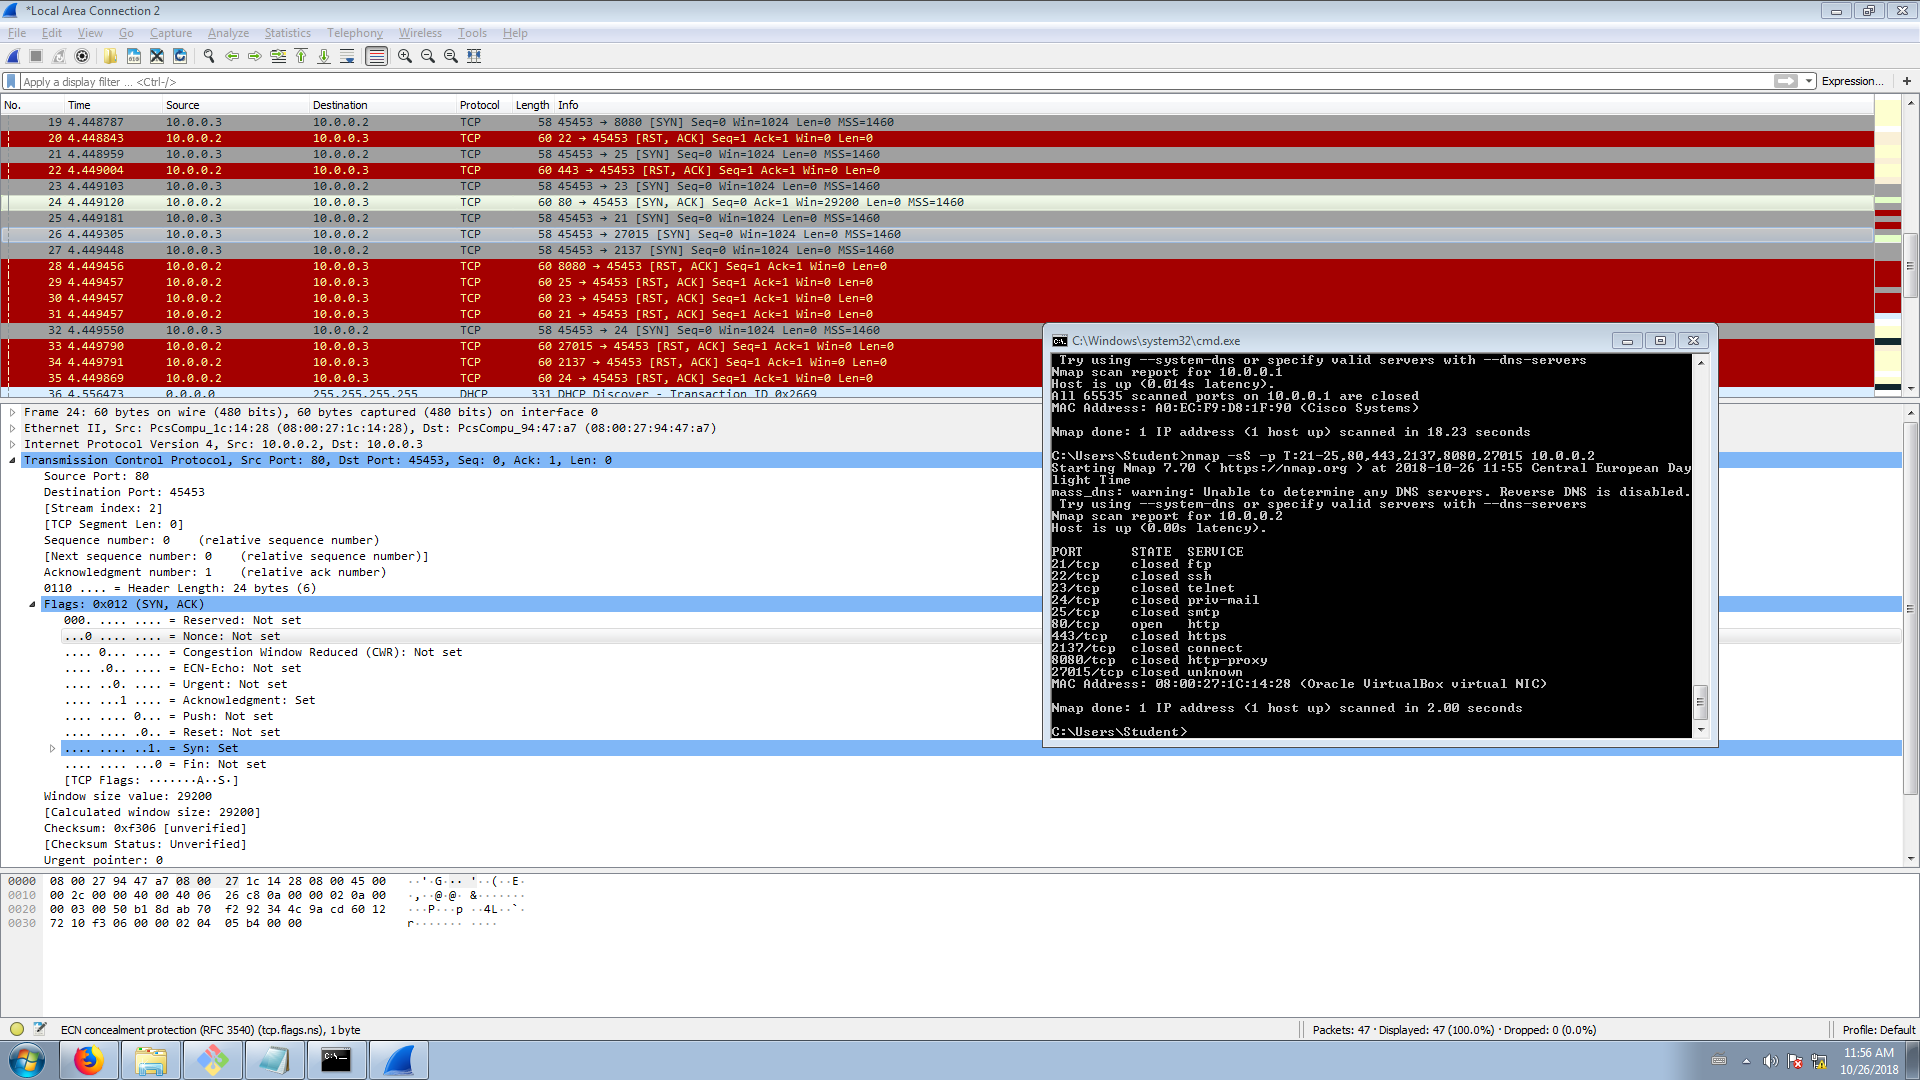 *Local Area Connection 2
File Edit View Go Capture Analyze Statistics Telephony Wireless Tools Help
Apply a display filter ... <Ctrl-/>
Expression... +
No. Time Source Destination Protocol Length Info
19 4.448787 10.0.0.3 10.0.0.2 TCP 58 45453 → 8080 [SYN] Seq=0 Win=1024 Len=0 MSS=1460
20 4.448843 10.0.0.2 10.0.0.3 TCP 60 22 → 45453 [RST, ACK] Seq=1 Ack=1 Win=0 Len=0
21 4.448959 10.0.0.3 10.0.0.2 TCP 58 45453 → 25 [SYN] Seq=0 Win=1024 Len=0 MSS=1460
22 4.449004 10.0.0.2 10.0.0.3 TCP 60 443 → 45453 [RST, ACK] Seq=1 Ack=1 Win=0 Len=0
23 4.449103 10.0.0.3 10.0.0.2 TCP 58 45453 → 23 [SYN] Seq=0 Win=1024 Len=0 MSS=1460
24 4.449120 10.0.0.2 10.0.0.3 TCP 60 80 → 45453 [SYN, ACK] Seq=0 Ack=1 Win=29200 Len=0 MSS=1460
25 4.449181 10.0.0.3 10.0.0.2 TCP 58 45453 → 21 [SYN] Seq=0 Win=1024 Len=0 MSS=1460
26 4.449305 10.0.0.3 10.0.0.2 TCP 58 45453 → 27015 [SYN] Seq=0 Win=1024 Len=0 MSS=1460
27 4.449448 10.0.0.3 10.0.0.2 TCP 58 45453 → 2137 [SYN] Seq=0 Win=1024 Len=0 MSS=1460
28 4.449456 10.0.0.2 10.0.0.3 TCP 60 8080 → 45453 [RST, ACK] Seq=1 Ack=1 Win=0 Len=0
29 4.449457 10.0.0.2 10.0.0.3 TCP 60 25 → 45453 [RST, ACK] Seq=1 Ack=1 Win=0 Len=0
30 4.449457 10.0.0.2 10.0.0.3 TCP 60 23 → 45453 [RST, ACK] Seq=1 Ack=1 Win=0 Len=0
31 4.449457 10.0.0.2 10.0.0.3 TCP 60 21 → 45453 [RST, ACK] Seq=1 Ack=1 Win=0 Len=0
32 4.449550 10.0.0.3 10.0.0.2 TCP 58 45453 → 24 [SYN] Seq=0 Win=1024 Len=0 MSS=1460
33 4.449790 10.0.0.2 10.0.0.3 TCP 60 27015 → 45453 [RST, ACK] Seq=1 Ack=1 Win=0 Len=0
34 4.449791 10.0.0.2 10.0.0.3 TCP 60 2137 → 45453 [RST, ACK] Seq=1 Ack=1 Win=0 Len=0
35 4.449869 10.0.0.2 10.0.0.3 TCP 60 24 → 45453 [RST, ACK] Seq=1 Ack=1 Win=0 Len=0
36 4.556473 0.0.0.0 255.255.255.255 DHCP 331 DHCP Discover - Transaction ID 0x2669
Frame 24: 60 bytes on wire (480 bits), 60 bytes captured (480 bits) on interface 0
Ethernet II, Src: PcsCompu_1c:14:28 (08:00:27:1c:14:28), Dst: PcsCompu_94:47:a7 (08:00:27:94:47:a7)
Internet Protocol Version 4, Src: 10.0.0.2, Dst: 10.0.0.3
Transmission Control Protocol, Src Port: 80, Dst Port: 45453, Seq: 0, Ack: 1, Len: 0
Source Port: 80
Destination Port: 45453
[Stream index: 2]
[TCP Segment Len: 0]
Sequence number: 0 (relative sequence number)
[Next sequence number: 0 (relative sequence number)]
Acknowledgment number: 1 (relative ack number)
0110 .... = Header Length: 24 bytes (6)
Flags: 0x012 (SYN, ACK)
000. .... .... = Reserved: Not set
...0 .... .... = Nonce: Not set
.... 0... .... = Congestion Window Reduced (CWR): Not set
.... .0.. .... = ECN-Echo: Not set
.... ..0. .... = Urgent: Not set
.... ...1 .... = Acknowledgment: Set
.... .... 0... = Push: Not set
.... .... .0.. = Reset: Not set
.... .... ..1. = Syn: Set
.... .... ...0 = Fin: Not set
[TCP Flags: ·······A··S·]
Window size value: 29200
[Calculated window size: 29200]
Checksum: 0xf306 [unverified]
[Checksum Status: Unverified]
Urgent pointer: 0
C:\Windows\system32\cmd.exe
Try using --system-dns or specify valid servers with --dns-servers
Nmap scan report for 10.0.0.1
Host is up (0.014s latency).
All 65535 scanned ports on 10.0.0.1 are closed
MAC Address: A0:EC:F9:D8:1F:90 (Cisco Systems)
Nmap done: 1 IP address (1 host up) scanned in 18.23 seconds
C:\Users\Student>nmap -sS -p T:21-25,80,443,2137,8080,27015 10.0.0.2
Starting Nmap 7.70 ( https://nmap.org ) at 2018-10-26 11:55 Central European Day
light Time
mass_dns: warning: Unable to determine any DNS servers. Reverse DNS is disabled.
Try using --system-dns or specify valid servers with --dns-servers
Nmap scan report for 10.0.0.2
Host is up (0.00s latency).
PORT STATE SERVICE
21/tcp closed ftp
22/tcp closed ssh
23/tcp closed telnet
24/tcp closed priv-mail
25/tcp closed smtp
80/tcp open http
443/tcp closed https
2137/tcp closed connect
8080/tcp closed http-proxy
27015/tcp closed unknown
MAC Address: 08:00:27:1C:14:28 (Oracle VirtualBox virtual NIC)
Nmap done: 1 IP address (1 host up) scanned in 2.00 seconds
C:\Users\Student>
0000 08 00 27 94 47 a7 08 00 27 1c 14 28 08 00 45 00 ··'·G··· '··(··E·
0010 00 2c 00 00 40 00 40 06 26 c8 0a 00 00 02 0a 00 ·,··@·@· &·······
0020 00 03 00 50 b1 8d ab 70 f2 92 34 4c 9a cd 60 12 ···P···p ··4L··`·
0030 72 10 f3 06 00 00 02 04 05 b4 00 00 r······· ····
ECN concealment protection (RFC 3540) (tcp.flags.ns), 1 byte
Packets: 47 · Displayed: 47 (100.0%) · Dropped: 0 (0.0%)
Profile: Default
C:\_
11:56 AM
10/26/2018